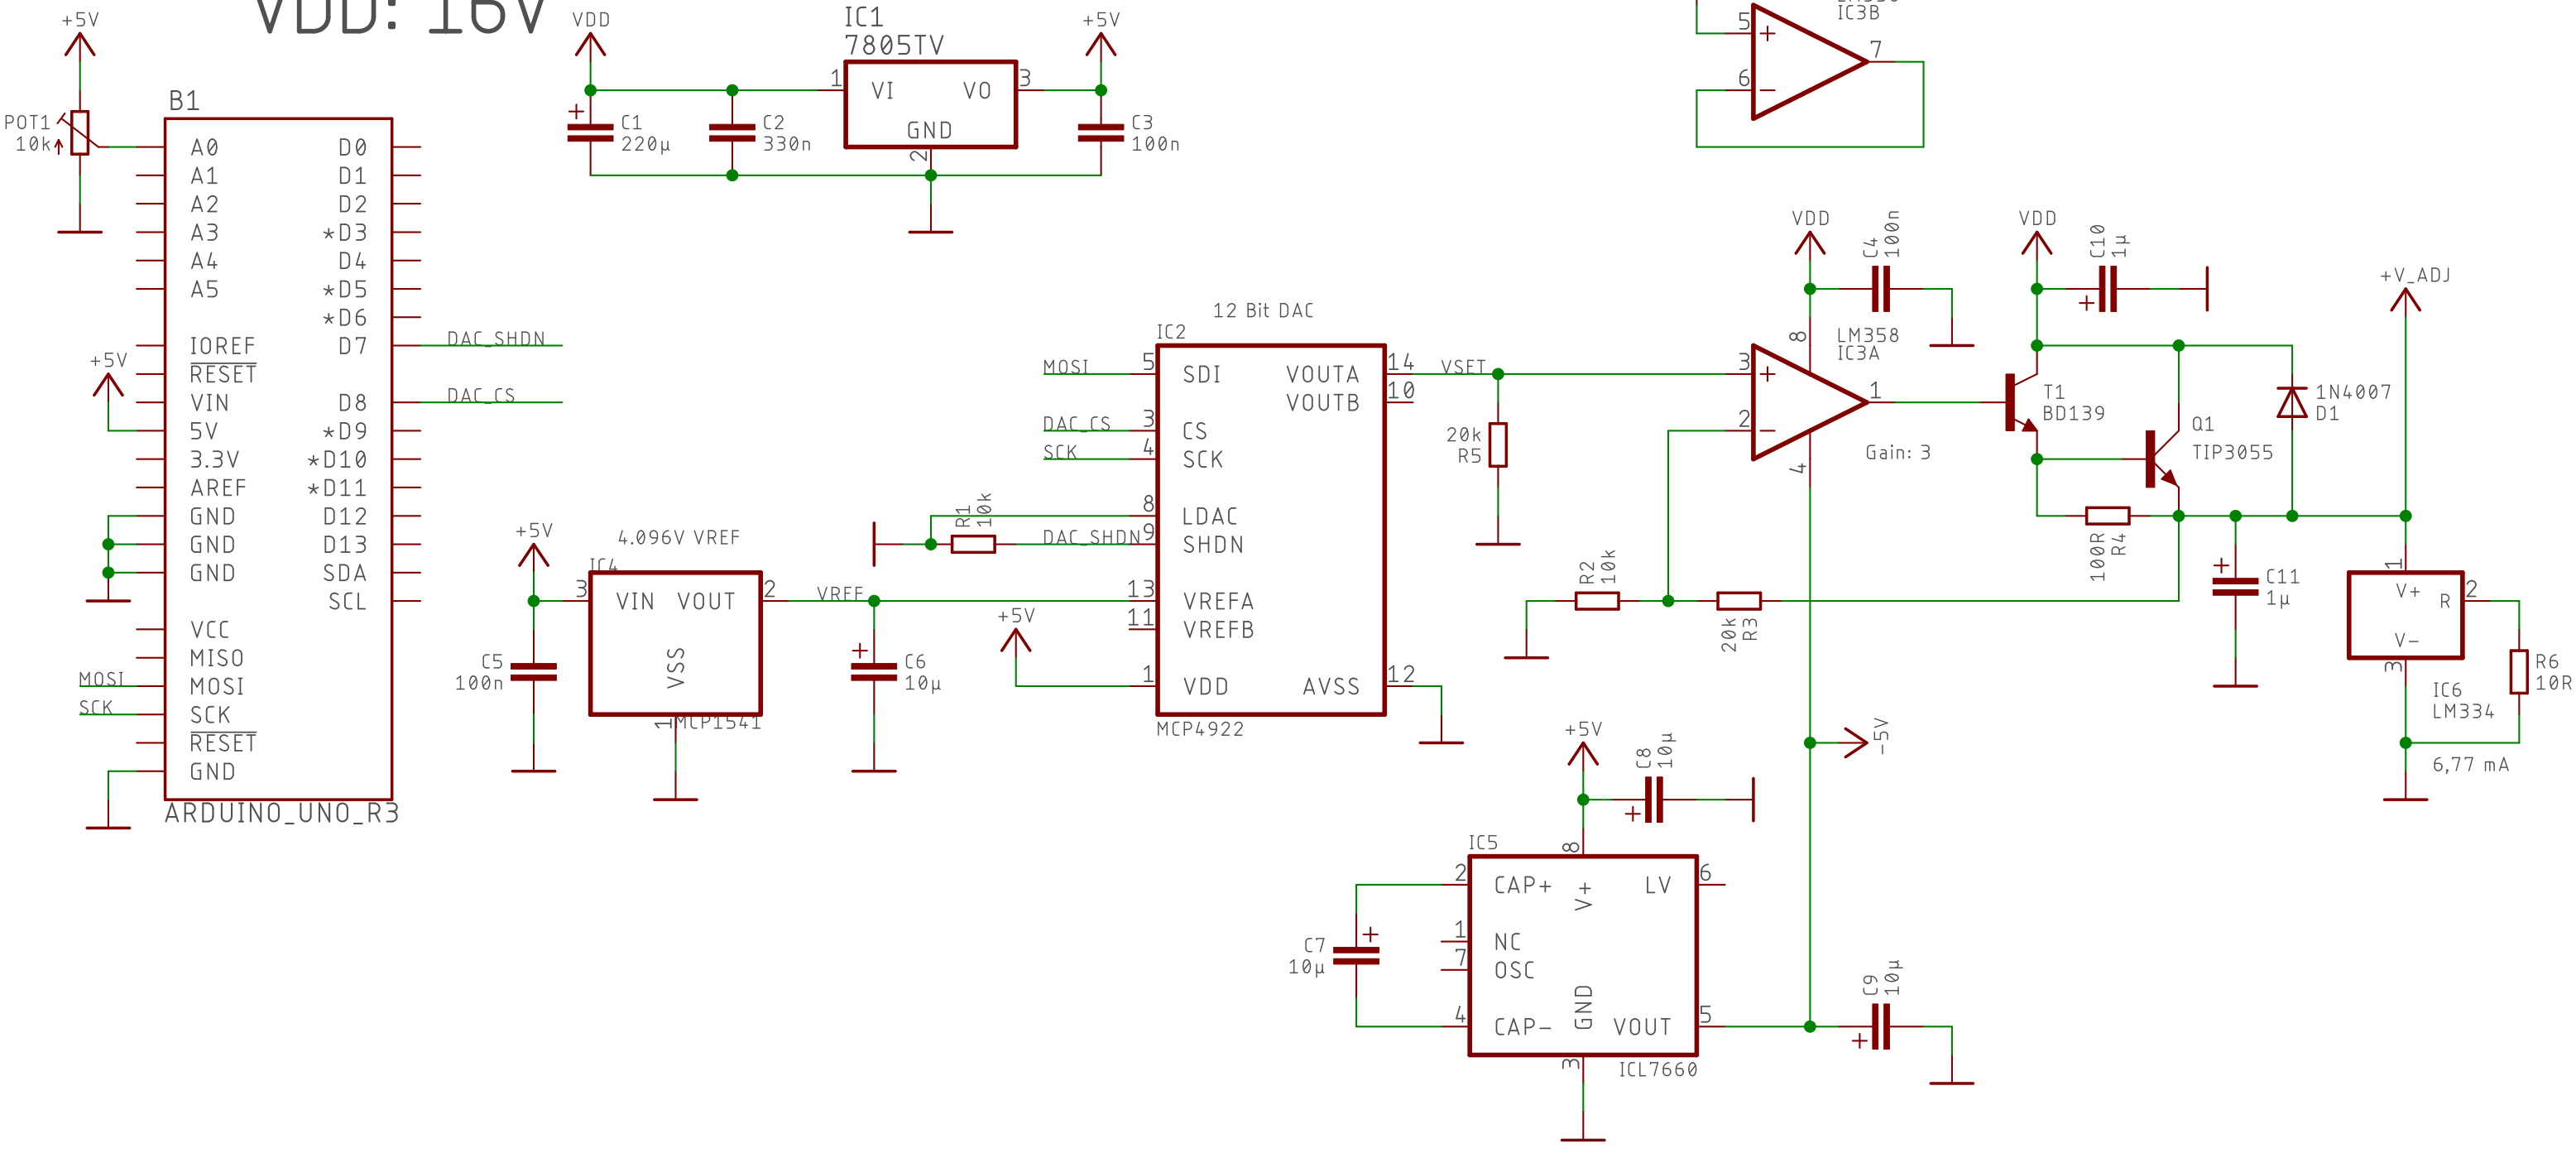 VDD: 16V
+5V
POT1
10k
B1
A0
A1
A2
A3
A4
A5
IOREF
RESET
VIN
5V
3.3V
AREF
GND
GND
GND
VCC
MISO
MOSI
SCK
RESET
GND
D0
D1
D2
*D3
D4
*D5
*D6
D7
D8
*D9
*D10
*D11
D12
D13
SDA
SCL
+5V
MOSI
SCK
DAC_SHDN
DAC_CS
ARDUINO_UNO_R3
VDD
C1
220µ
C2
330n
IC1
7805TV
1
VI
VO
3
GND
2
+5V
C3
100n
IC3B
5
6
7
+5V
4.096V VREF
IC4
3
VIN
VOUT
2
VSS
1
MCP1541
C5
100n
VREF
C6
10µ
R1
10k
12 Bit DAC
IC2
MOSI
5
SDI
DAC_CS
3
CS
SCK
4
SCK
8
LDAC
DAC_SHDN
9
SHDN
13
VREFA
11
VREFB
+5V
1
VDD
VOUTA
14
VOUTB
10
AVSS
12
MCP4922
VSET
20k
R5
VDD
C4
100n
LM358
IC3A
3
2
8
4
1
Gain: 3
R2
10k
20k
R3
VDD
C10
1µ
T1
BD139
Q1
TIP3055
1N4007
D1
100R
R4
C11
1µ
+V_ADJ
1
V+
R
2
V-
3
IC6
LM334
R6
10R
6,77 mA
-5V
+5V
C8
10µ
IC5
8
2
CAP+
V+
LV
6
1
NC
7
OSC
4
CAP-
GND
VOUT
5
3
ICL7660
C7
10µ
C9
10µ